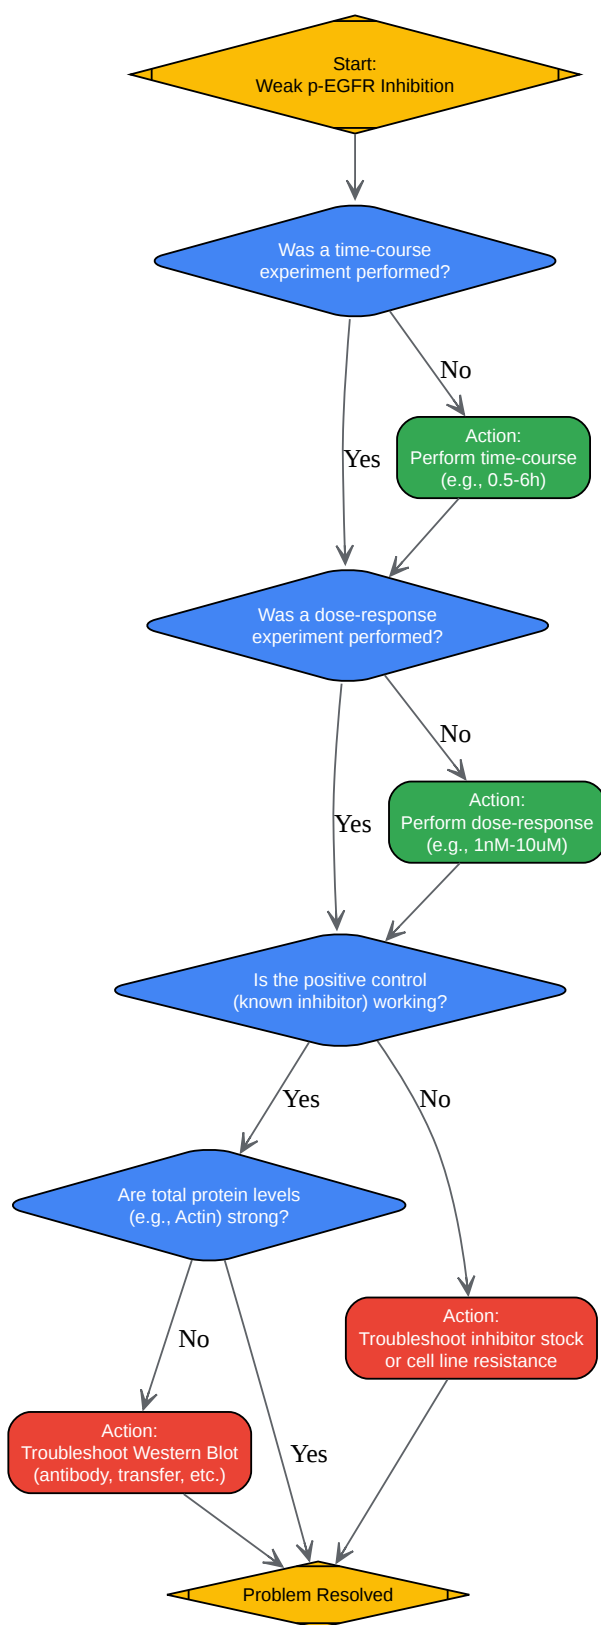 Start:
Weak p-EGFR Inhibition
Was a time-course
experiment performed?
No
Yes
Action:
Perform time-course
(e.g., 0.5-6h)
Was a dose-response
experiment performed?
No
Yes
Action:
Perform dose-response
(e.g., 1nM-10uM)
Is the positive control
(known inhibitor) working?
Yes
No
Are total protein levels
(e.g., Actin) strong?
Action:
Troubleshoot inhibitor stock
or cell line resistance
No
Yes
Action:
Troubleshoot Western Blot
(antibody, transfer, etc.)
Problem Resolved